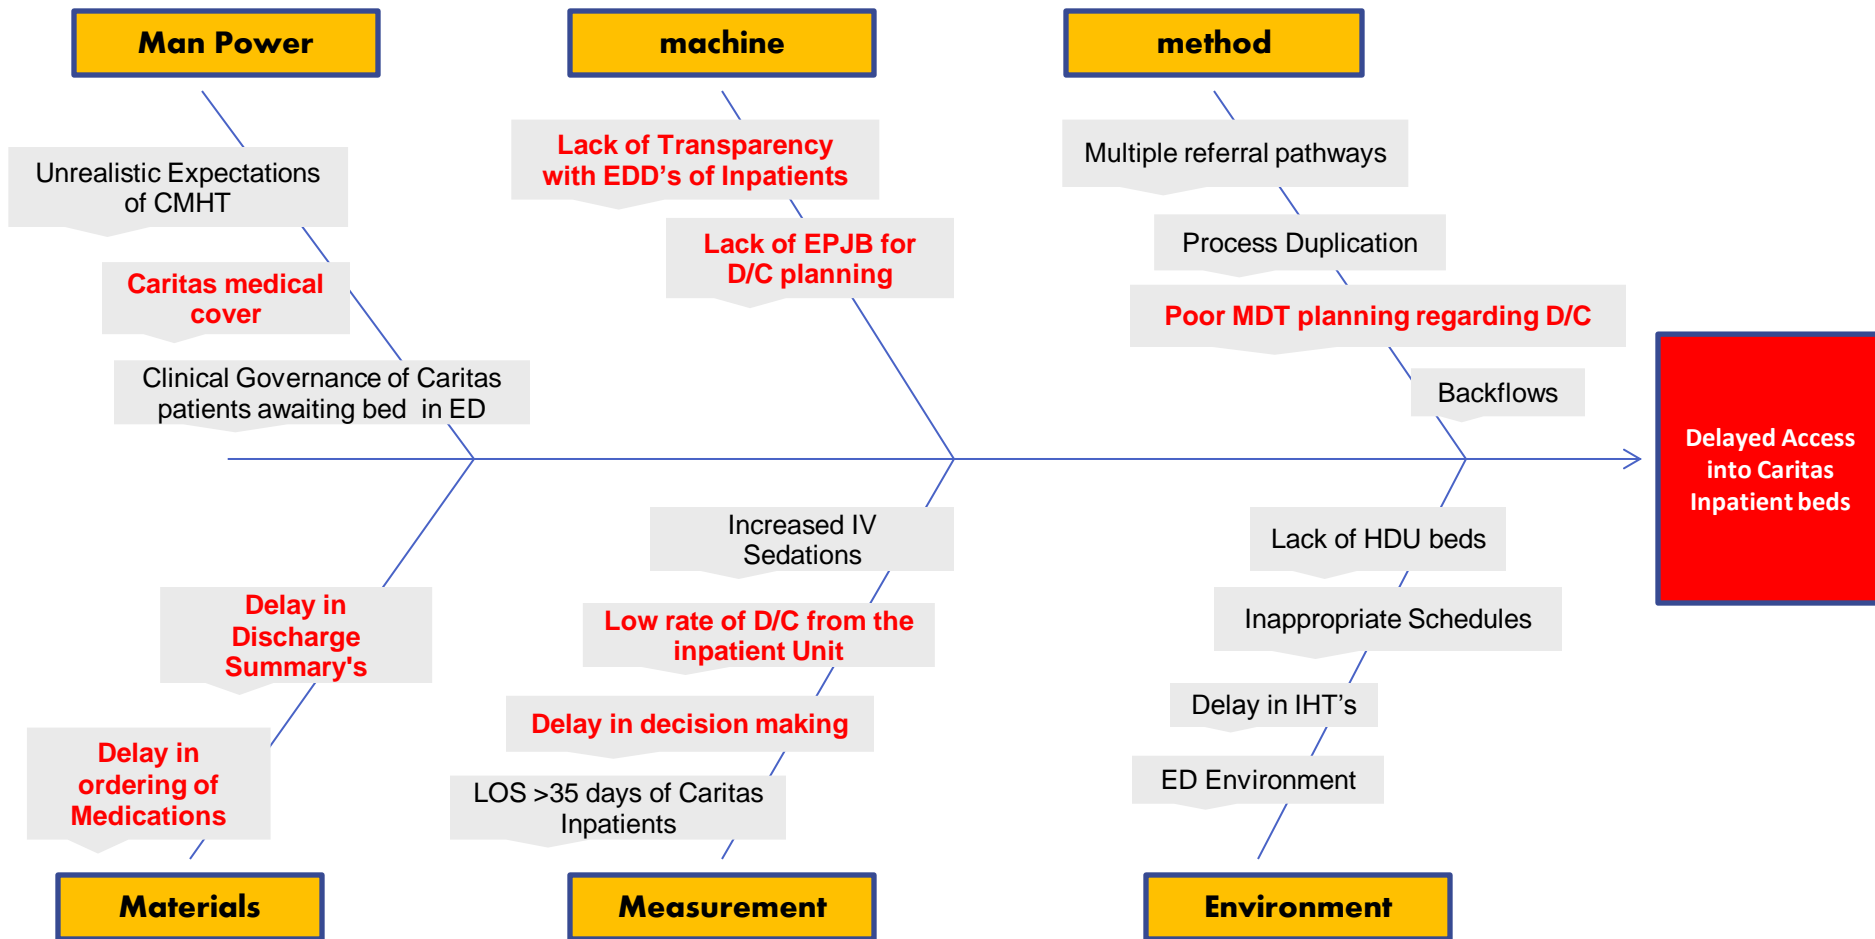 Man Power
machine
method
Unrealistic Expectations
of CMHT
Caritas medical
cover
Clinical Governance of Caritas
patients awaiting bed in ED
Lack of Transparency
with EDD’s of Inpatients
Lack of EPJB for
D/C planning
Multiple referral pathways
Process Duplication
Poor MDT planning regarding D/C
Backflows
Delayed Access
into Caritas
Inpatient beds
Delay in
Discharge
Summary's
Delay in
ordering of
Medications
Increased IV
Sedations
Low rate of D/C from the
inpatient Unit
Delay in decision making
LOS >35 days of Caritas
Inpatients
Lack of HDU beds
Inappropriate Schedules
Delay in IHT’s
ED Environment
Materials
Measurement
Environment